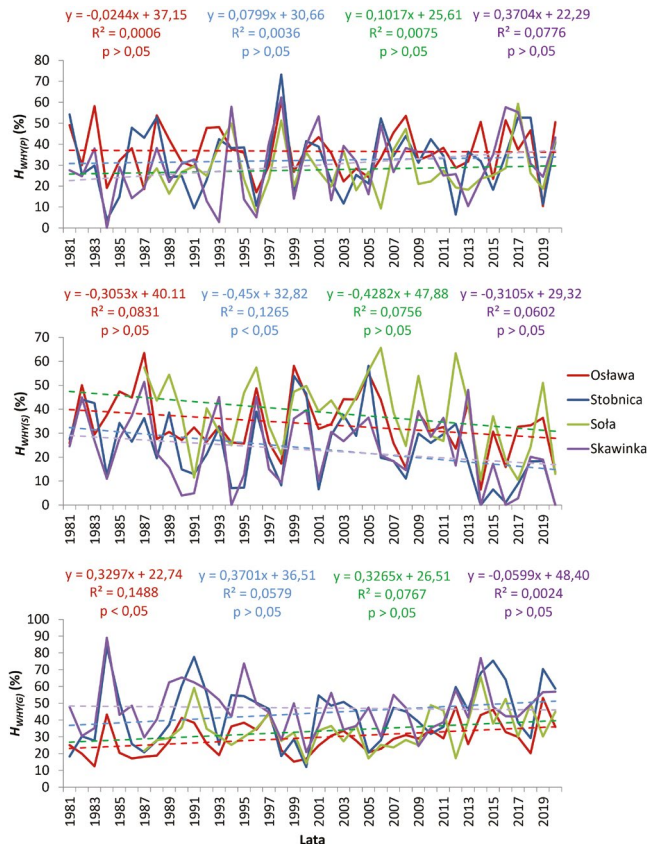 y = -0,0244x + 37,15 y = 0,0799x + 30,66 y = 0,1017x + 25,61 y = 0,3704x + 22,29
R² = 0,0006 R² = 0,0036 R² = 0,0075 R² = 0,0776
p > 0,05 p > 0,05 p > 0,05 p > 0,05
H WHY(P) (%)
80
70
60
50
40
30
20
10
0
1981 1983 1985 1987 1989 1991 1993 1995 1997 1999 2001 2003 2005 2007 2009 2011 2013 2015 2017 2019
y = -0,3053x + 40.11 y = -0,45x + 32,82 y = -0,4282x + 47,88 y = -0,3105x + 29,32
R² = 0,0831 R² = 0,1265 R² = 0,0756 R² = 0,0602
p > 0,05 p < 0,05 p > 0,05 p > 0,05
H WHY(S) (%)
70
60
50
40
30
20
10
0
1981 1983 1985 1987 1989 1991 1993 1995 1997 1999 2001 2003 2005 2007 2009 2011 2013 2015 2017 2019
Osława
Stobnica
Soła
Skawinka
y = 0,3297x + 22,74 y = 0,3701x + 36,51 y = 0,3265x + 26,51 y = -0,0599x + 48,40
R² = 0,1488 R² = 0,0579 R² = 0,0767 R² = 0,0024
p < 0,05 p > 0,05 p > 0,05 p > 0,05
H WHY(G) (%)
100
90
80
70
60
50
40
30
20
10
0
1981 1983 1985 1987 1989 1991 1993 1995 1997 1999 2001 2003 2005 2007 2009 2011 2013 2015 2017 2019
Lata